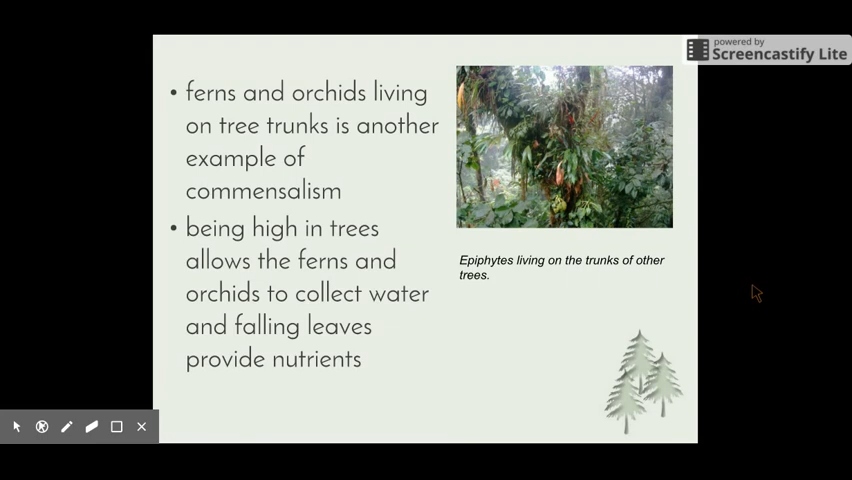 powered by
Screencastify Lite
• ferns and orchids living
on tree trunks is another
example of
commensalism
• being high in trees
allows the ferns and
orchids to collect water
and falling leaves
provide nutrients
Epiphytes living on the trunks of other
trees.